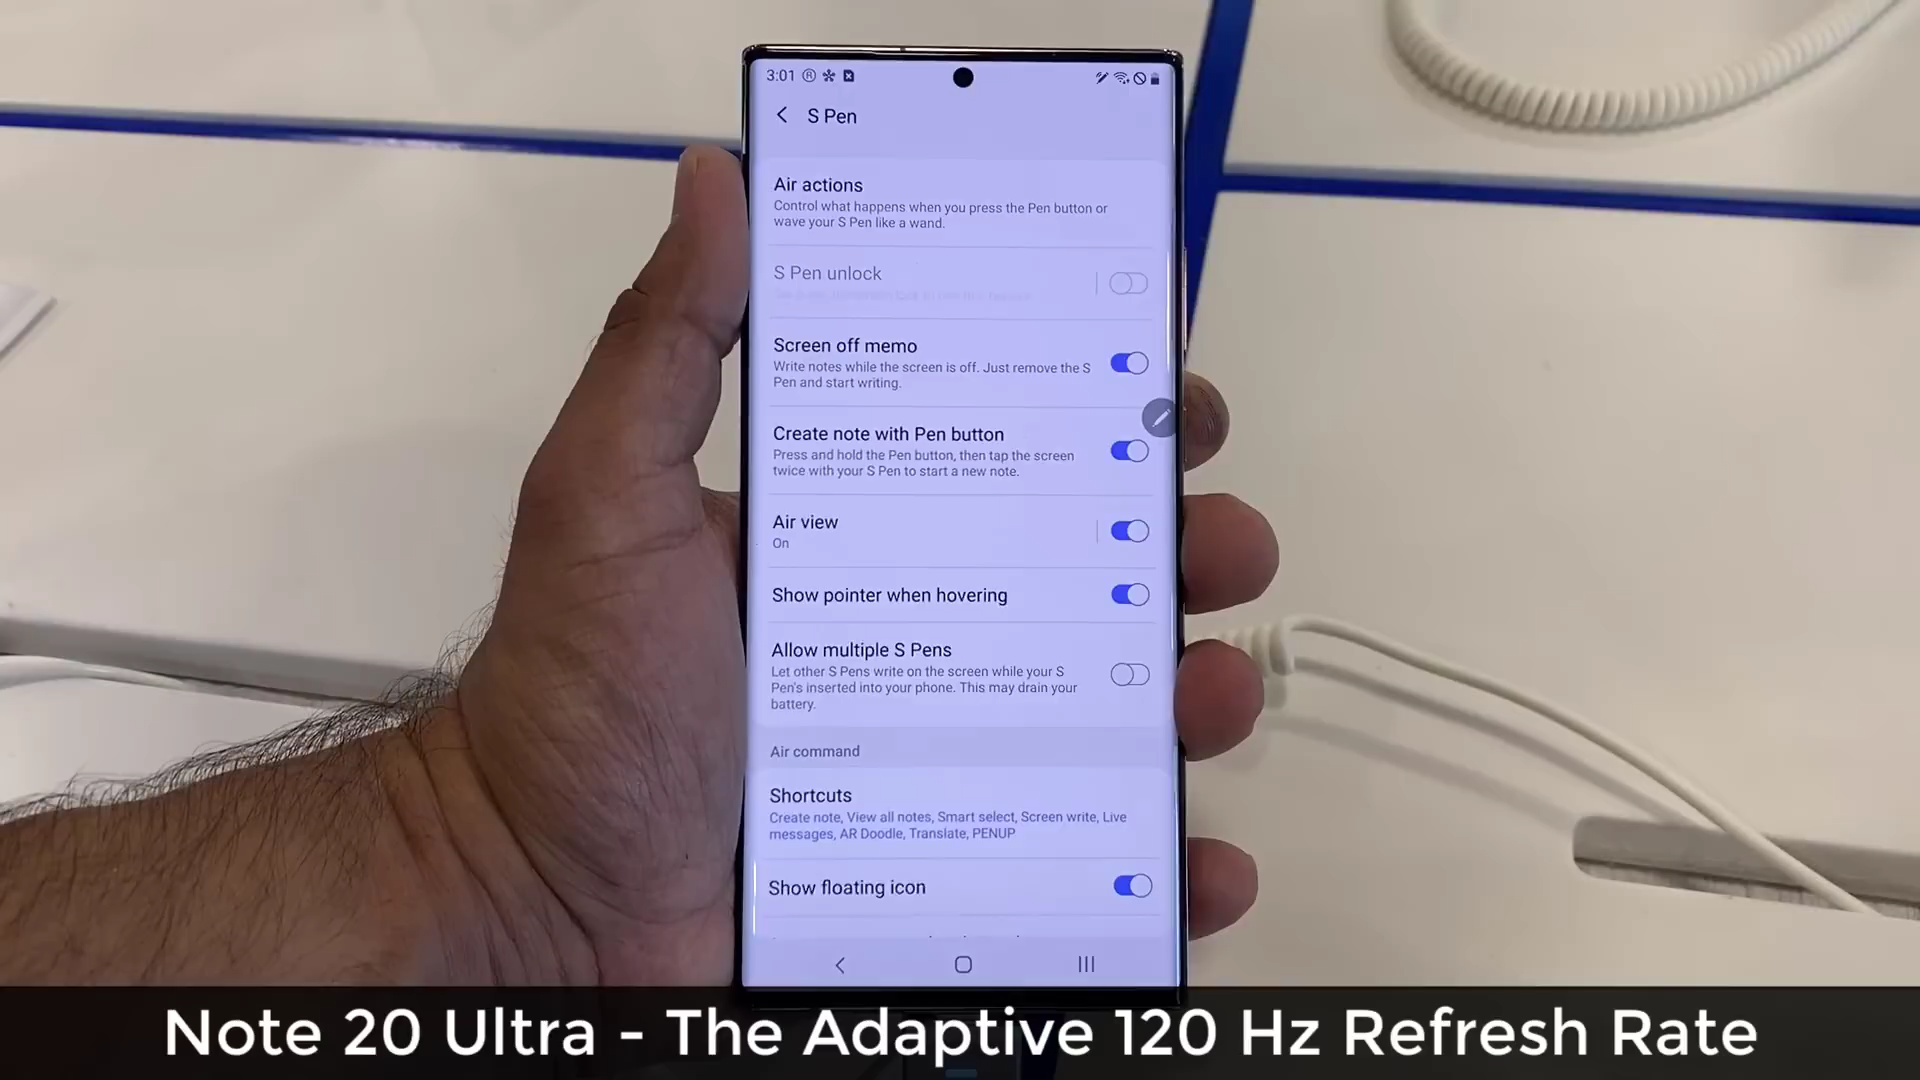 3:01
S Pen
Air actions
Control what happens when you press the Pen button or
wave your S Pen like a wand.
S Pen unlock
Screen off memo
Write notes while the screen is off. Just remove the S
Pen and start writing.
Create note with Pen button
Press and hold the Pen button, then tap the screen
twice with your S Pen to start a new note.
Air view
On
Show pointer when hovering
Allow multiple S Pens
Let other S Pens write on the screen while your S
Pen's inserted into your phone. This may drain your
battery.
Air command
Shortcuts
Create note, View all notes, Smart select, Screen write, Live
messages, AR Doodle, Translate, PENUP
Show floating icon
Note 20 Ultra - The Adaptive 120 Hz Refresh Rate